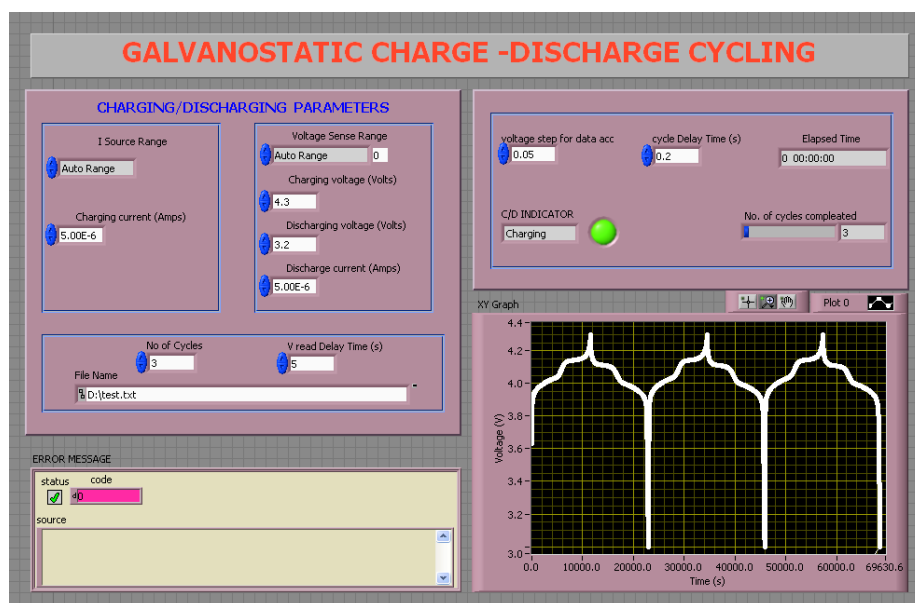 GALVANOSTATIC CHARGE -DISCHARGE CYCLING
CHARGING/DISCHARGING PARAMETERS
I Source Range
Auto Range
Charging current (Amps)
5.00E-6
Voltage Sense Range
Auto Range 0
Charging voltage (Volts)
4.3
Discharging voltage (Volts)
3.2
Discharge current (Amps)
5.00E-6
No of Cycles
3
V read Delay Time (s)
5
File Name
D:\test.txt
voltage step for data acc
0.05
cycle Delay Time (s)
0.2
Elapsed Time
0 00:00:00
C/D INDICATOR
Charging
No. of cycles compleated
3
ERROR MESSAGE
status
code
d0
source
XY Graph
Plot 0
Voltage (V)
4.4
4.2
4.0
3.8
3.6
3.4
3.2
3.0
0.0 10000.0 20000.0 30000.0 40000.0 50000.0 60000.0 69630.6
Time (s)